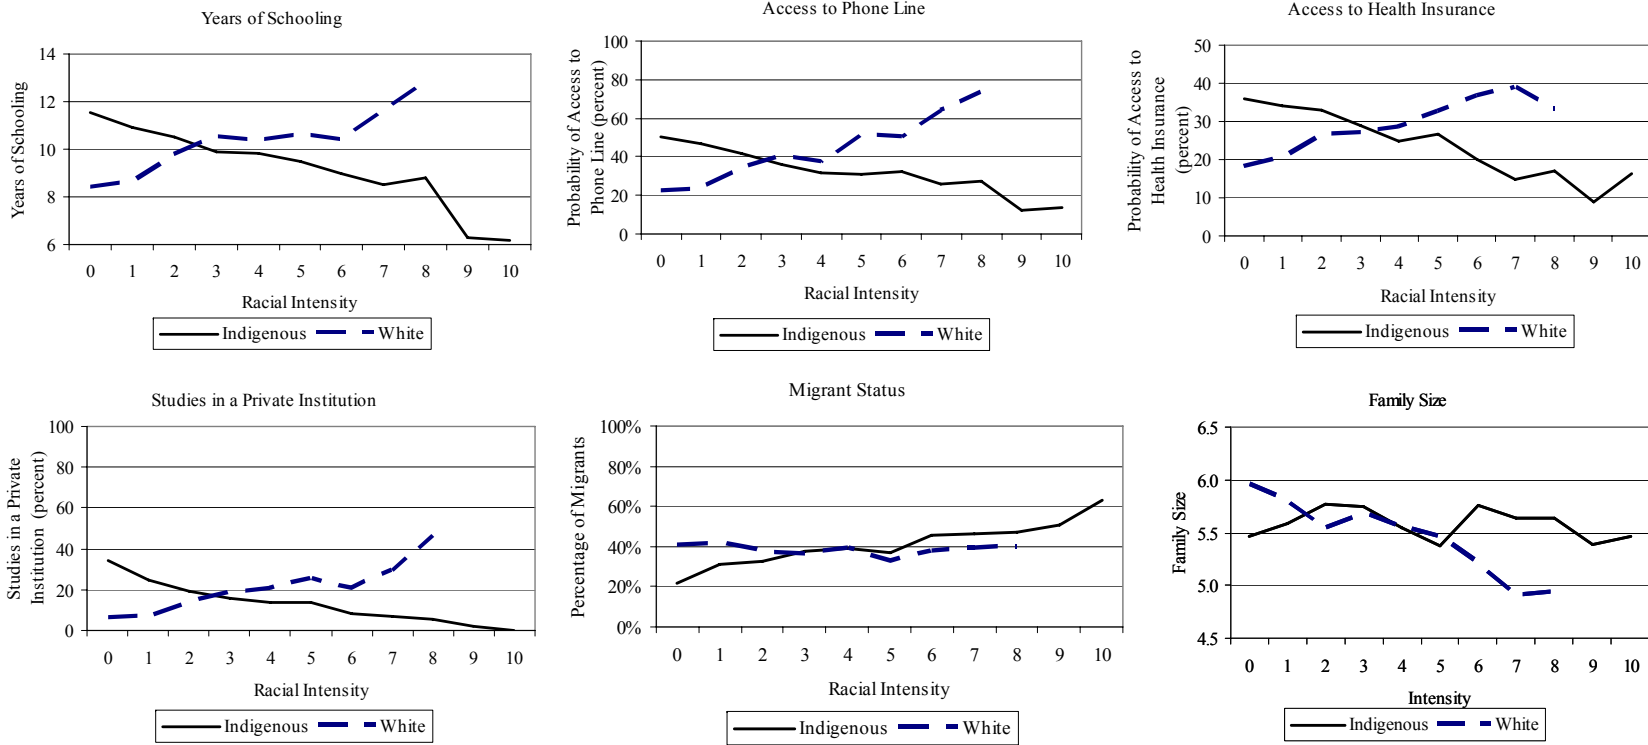 Years of Schooling
Years of Schooling
14
12
10
8
6
0 1 2 3 4 5 6 7 8 9 10
Racial Intensity
Indigenous White
Access to Phone Line
Probability of Access to
Phone Line (percent)
100
80
60
40
20
0
0 1 2 3 4 5 6 7 8 9 10
Racial Intensity
Indigenous White
Access to Health Insurance
Probability of Access to
Health Insurance
(percent)
50
40
30
20
10
0
0 1 2 3 4 5 6 7 8 9 10
Racial Intensity
Indigenous White
Studies in a Private Institution
Studies in a Private
Institution (percent)
100
80
60
40
20
0
0 1 2 3 4 5 6 7 8 9 10
Racial Intensity
Indigenous White
Migrant Status
Percentage of Migrants
100%
80%
60%
40%
20%
0%
0 1 2 3 4 5 6 7 8 9 10
Racial Intensity
Indigenous White
Family Size
Family Size
6.5
6.0
5.5
5.0
4.5
0 1 2 3 4 5 6 7 8 9 10
Intensity
Indigenous White